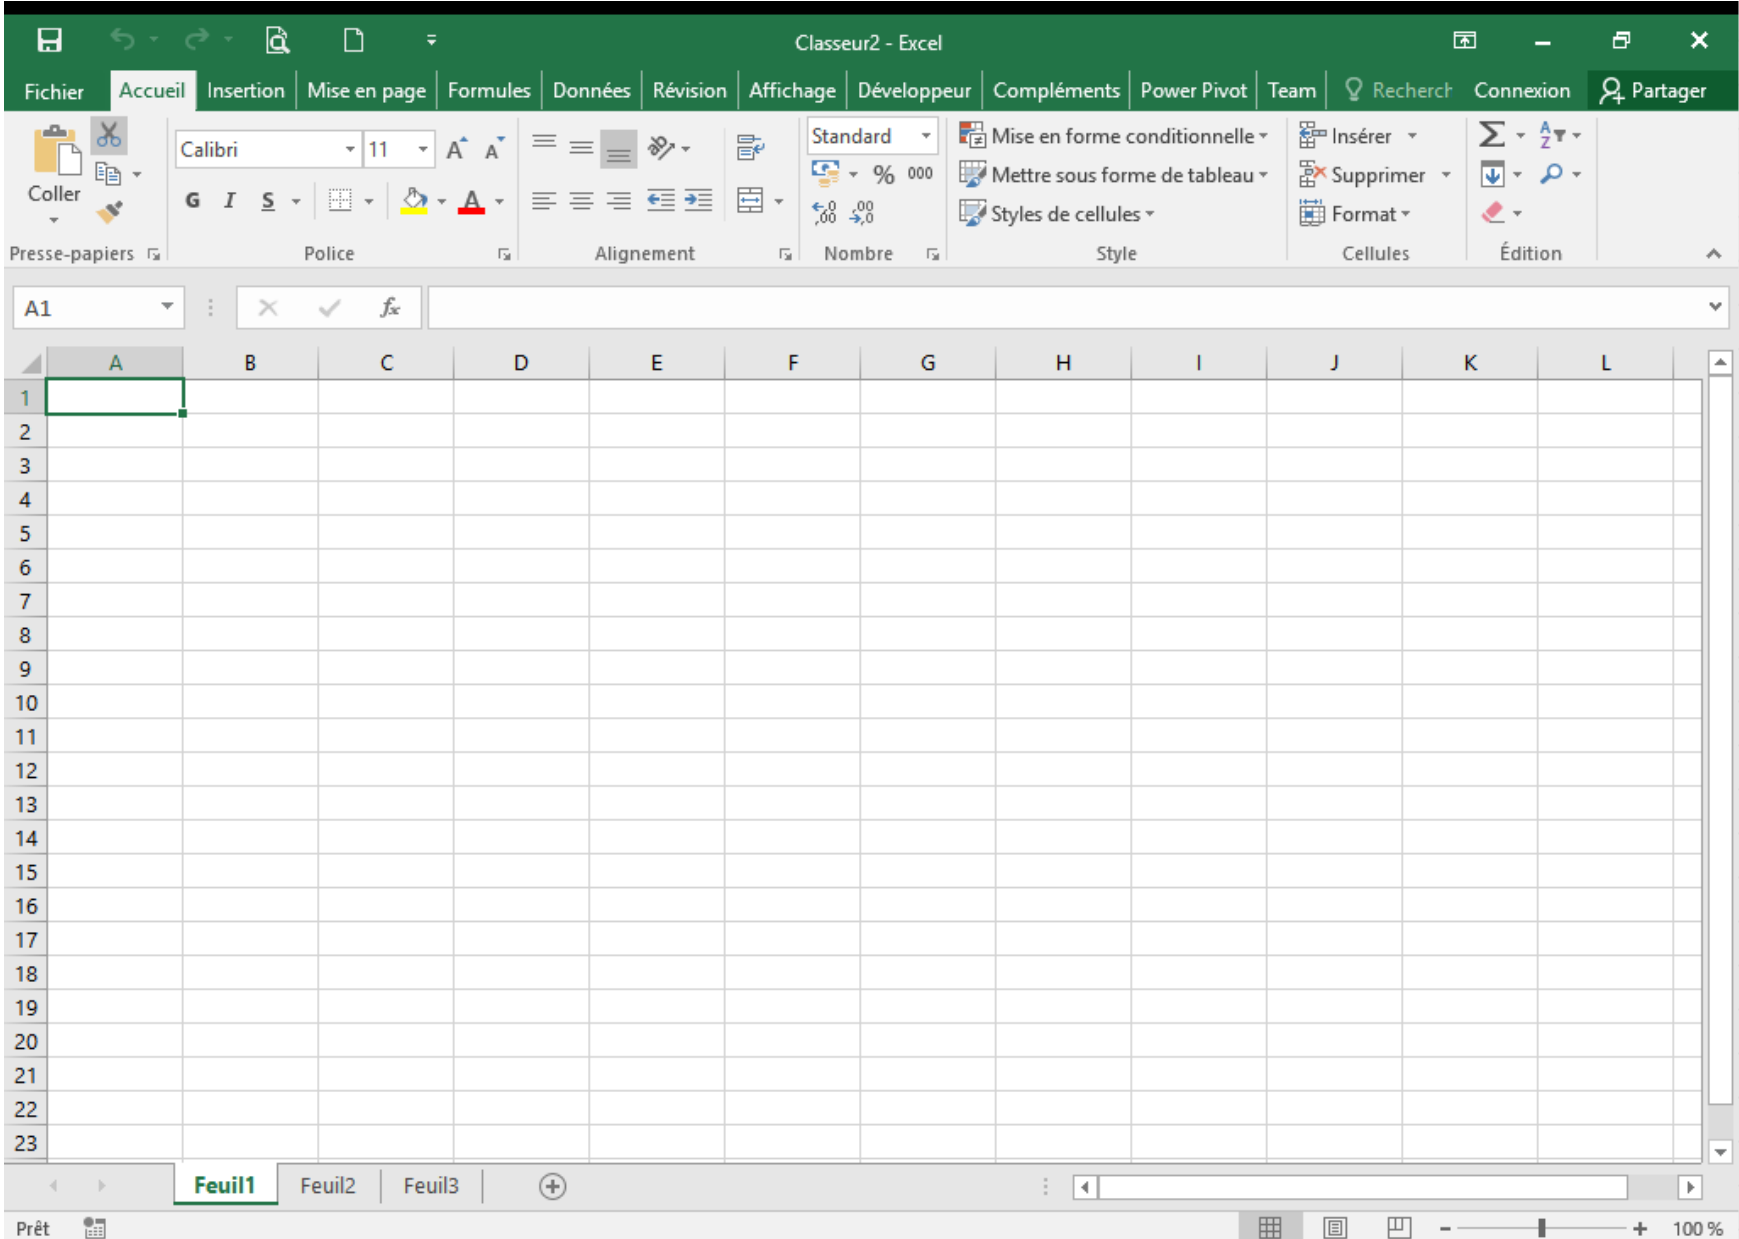 Classeur2 - Excel
Fichier Accueil Insertion Mise en page Formules Données Révision Affichage Développeur Compléments Power Pivot Team Recherch Connexion Partager
Calibri 11 Standard Mise en forme conditionnelle Insérer
Coller % 000 Mettre sous forme de tableau Supprimer
G I S A Styles de cellules Format
Presse-papiers Police Alignement Nombre Style Cellules Édition
A1 fx
A B C D E F G H I J K L
1
2
3
4
5
6
7
8
9
10
11
12
13
14
15
16
17
18
19
20
21
22
23
Feuil1 Feuil2 Feuil3
Prêt 100 %